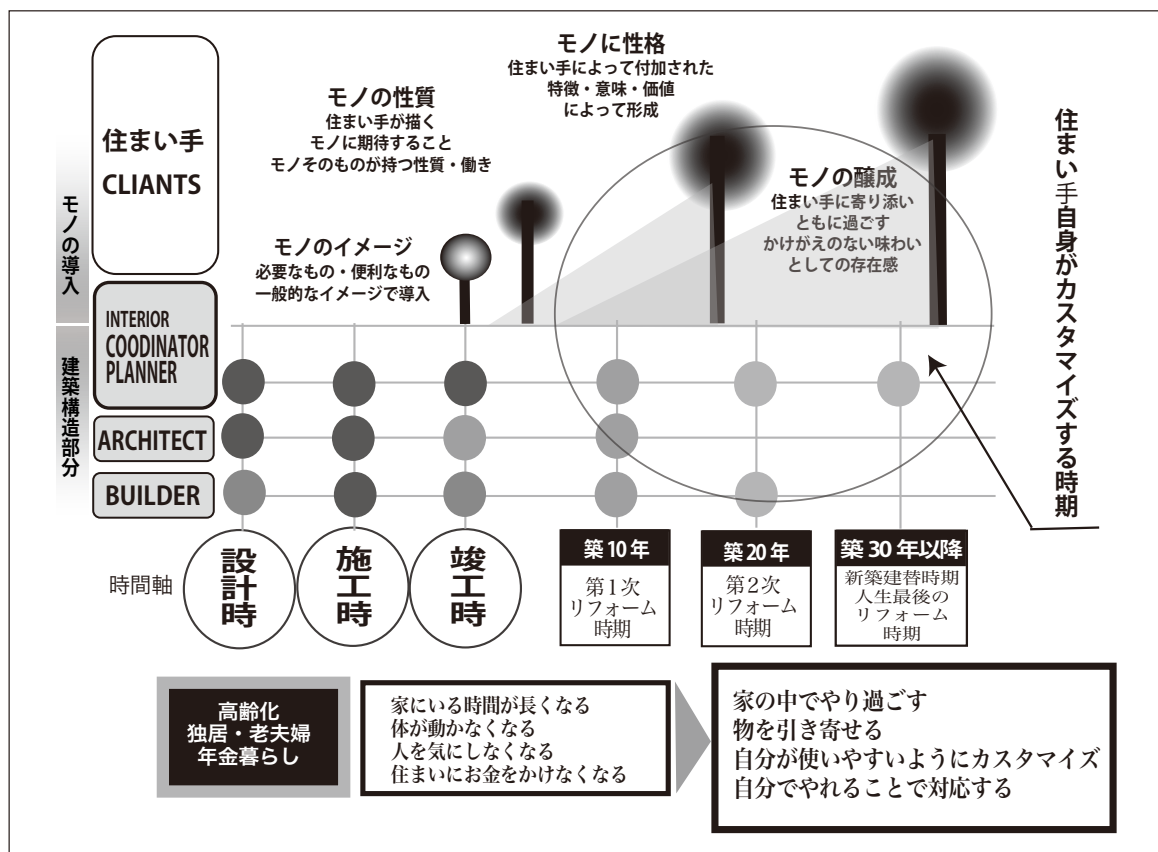 住まい手
CLIANTS
モノの導入
建築構造部分
INTERIOR
COODINATOR
PLANNER
ARCHITECT
BUILDER
モノのイメージ
必要なもの・便利なもの
一般的なイメージで導入
モノの性質
住まい手が描く
モノに期待すること
モノそのものが持つ性質・働き
モノに性格
住まい手によって付加された
特徴・意味・価値
によって形成
モノの醸成
住まい手に寄り添い
ともに過ごす
かけがえのない味わい
としての存在感
住まい手自身がカスタマイズする時期
時間軸
設計時
施工時
竣工時
築10年
第1次
リフォーム
時期
築20年
第2次
リフォーム
時期
築30年以降
新築建替時期
人生最後の
リフォーム
時期
高齢化
独居・老夫婦
年金暮らし
家にいる時間が長くなる
体が動かなくなる
人を気にしなくなる
住まいにお金をかけなくなる
家の中でやり過ごす
物を引き寄せる
自分が使いやすいようにカスタマイズ
自分でやれることで対応する